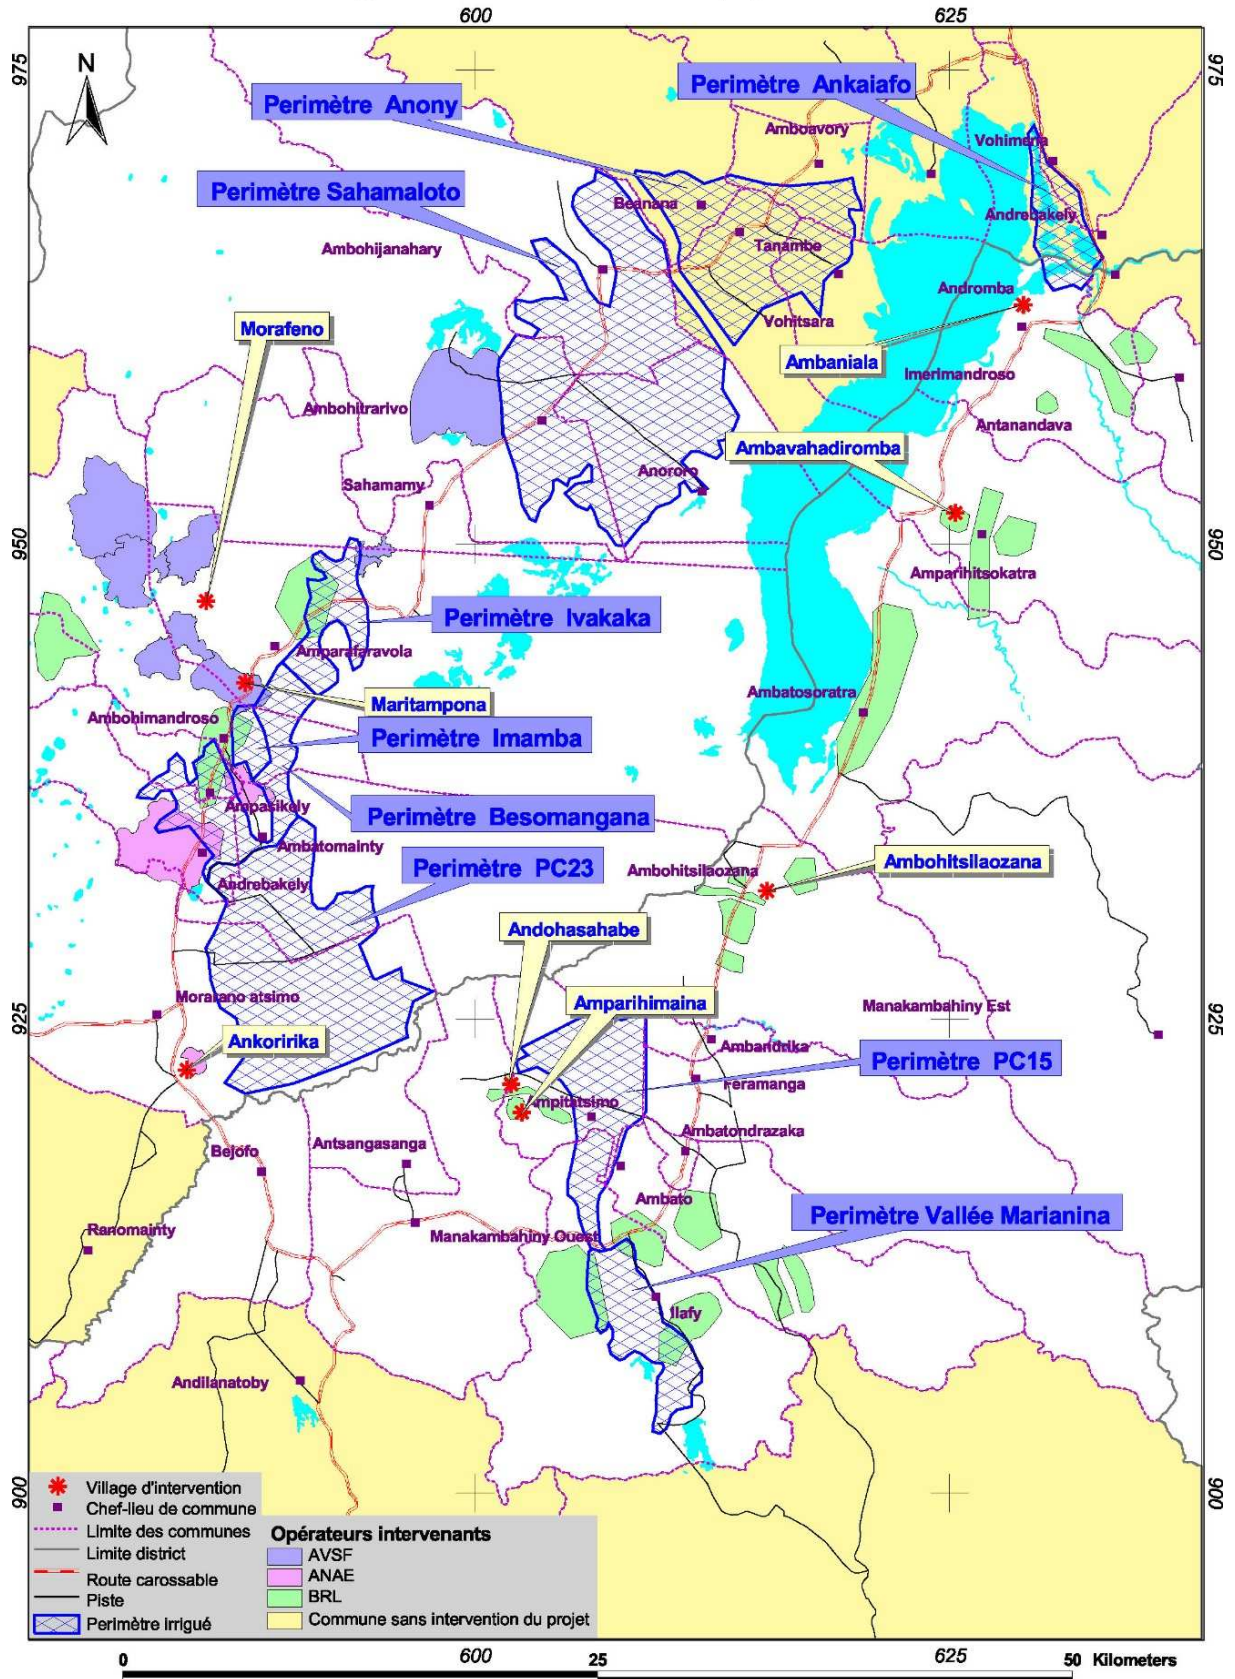 600
625
975
975
N
Perimètre Ankaiafo
Perimètre Anony
Amboavory
Vohimena
Perimètre Sahamaloto
Beanana
Andrebakely
Ambohijanahary
Tanambe
Andromba
Morafeno
Vohitsara
Ambaniala
Imerimandroso
Ambohitrarivo
Antanandava
Ambavahadiromba
Anororo
Sahamamy
950
950
Amparihitsokatra
Perimètre Ivakaka
Amparafaravola
Ambatosoratra
Maritampona
Ambohimandroso
Perimètre Imamba
Ampasikely
Perimètre Besomangana
Ambatomainty
Perimètre PC23
Ambohitsilaozana
Ambohitsilaozana
Andrebakely
Andohasahabe
Morarano atsimo
Amparihimaina
Manakambahiny Est
925
925
Ankoririka
Ambandrika
Perimètre PC15
Feramanga
Ampitatsimo
Ambatondrazaka
Bejofo
Antsangasanga
Ambato
Perimètre Vallée Marianina
Ranomainty
Manakambahiny Ouest
Ilafy
Andilanatoby
900
900
Village d'intervention
Chef-lieu de commune
Limite des communes
Limite district
Route carossable
Piste
Perimètre irrigué
Opérateurs intervenants
AVSF
ANAE
BRL
Commune sans intervention du projet
600
625
0
25
50 Kilometers